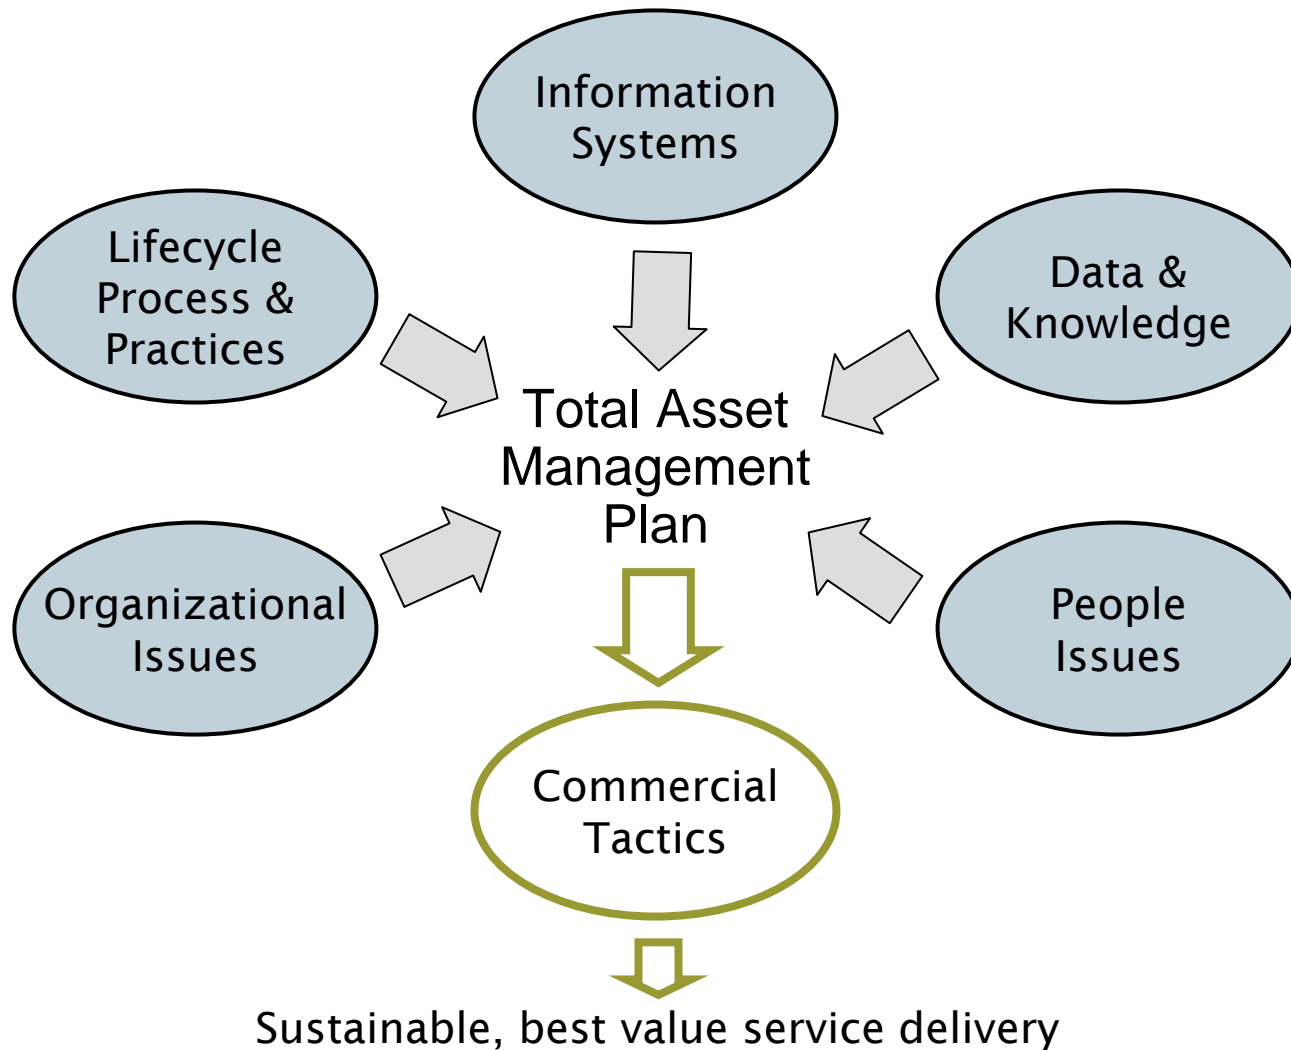 Information
Systems
Lifecycle
Process &
Practices
Data &
Knowledge
Total Asset
Management
Plan
Organizational
Issues
People
Issues
Commercial
Tactics
Sustainable, best value service delivery